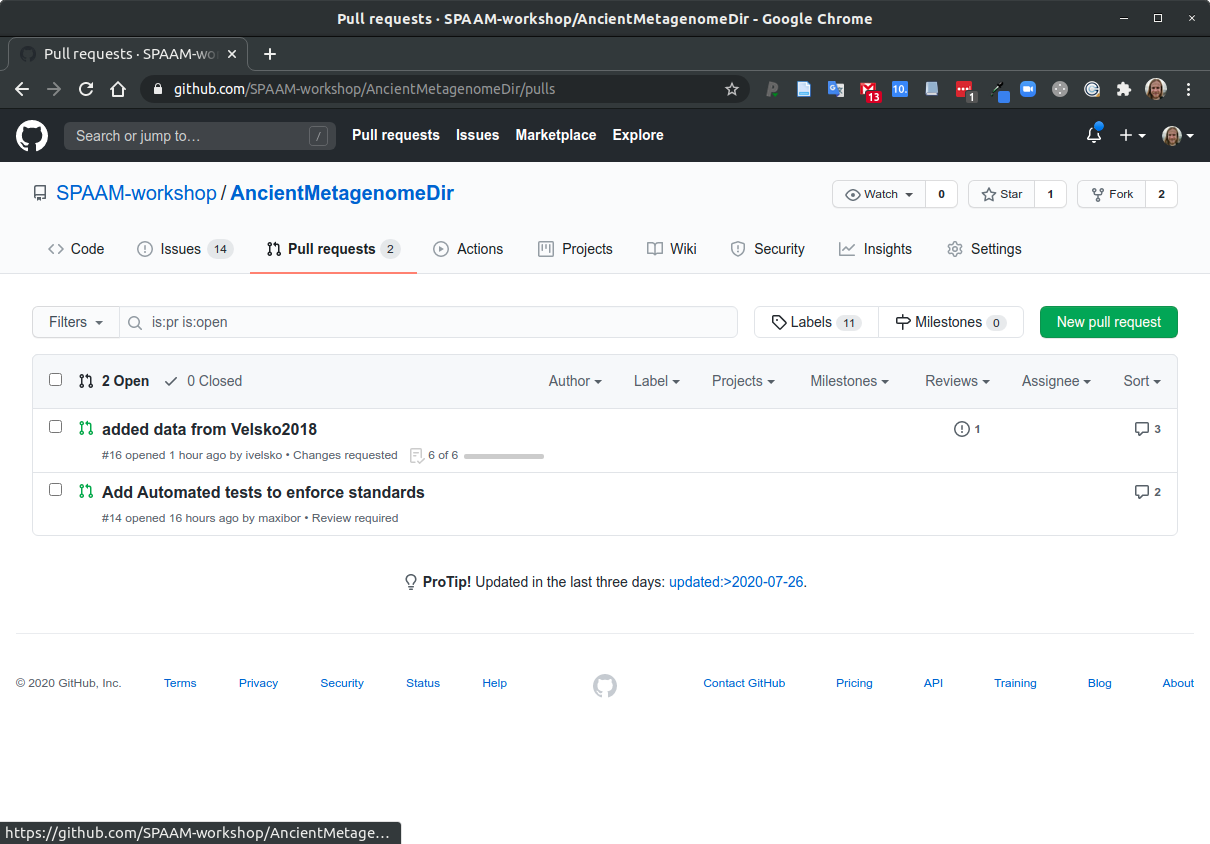 Pull requests · SPAAM-workshop/AncientMetagenomeDir - Google Chrome
Pull requests · SPAAM-wo
github.com/SPAAM-workshop/AncientMetagenomeDir/pulls
13
10.
1
Search or jump to… /
Pull requests Issues Marketplace Explore
SPAAM-workshop / AncientMetagenomeDir
Watch 0 Star 1 Fork 2
Code Issues 14 Pull requests 2 Actions Projects Wiki Security Insights Settings
Filters is:pr is:open Labels 11 Milestones 0 New pull request
2 Open 0 Closed Author Label Projects Milestones Reviews Assignee Sort
added data from Velsko2018 1 3
#16 opened 1 hour ago by ivelsko • Changes requested 6 of 6
Add Automated tests to enforce standards 2
#14 opened 16 hours ago by maxibor • Review required
ProTip! Updated in the last three days: updated:>2020-07-26.
© 2020 GitHub, Inc. Terms Privacy Security Status Help Contact GitHub Pricing API Training Blog About
https://github.com/SPAAM-workshop/AncientMetage…